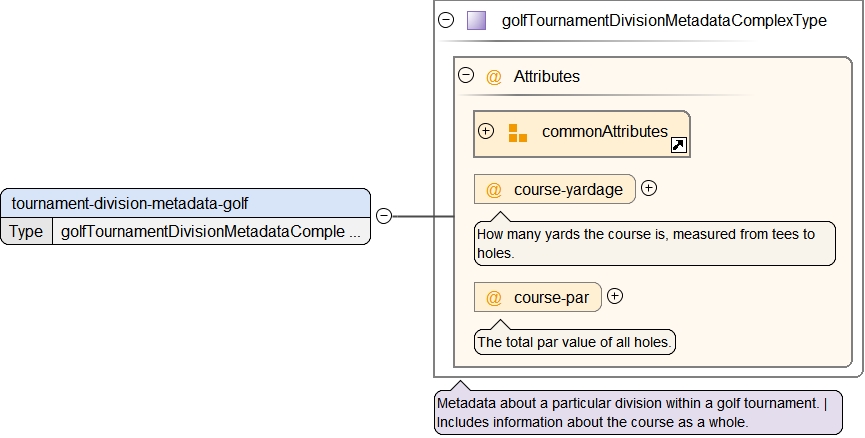 golfTournamentDivisionMetadataComplexType
@ Attributes
commonAttributes
@ course-yardage
How many yards the course is, measured from tees to
holes.
tournament-division-metadata-golf
Type golfTournamentDivisionMetadataComple ...
@ course-par
The total par value of all holes.
Metadata about a particular division within a golf tournament. |
Includes information about the course as a whole.